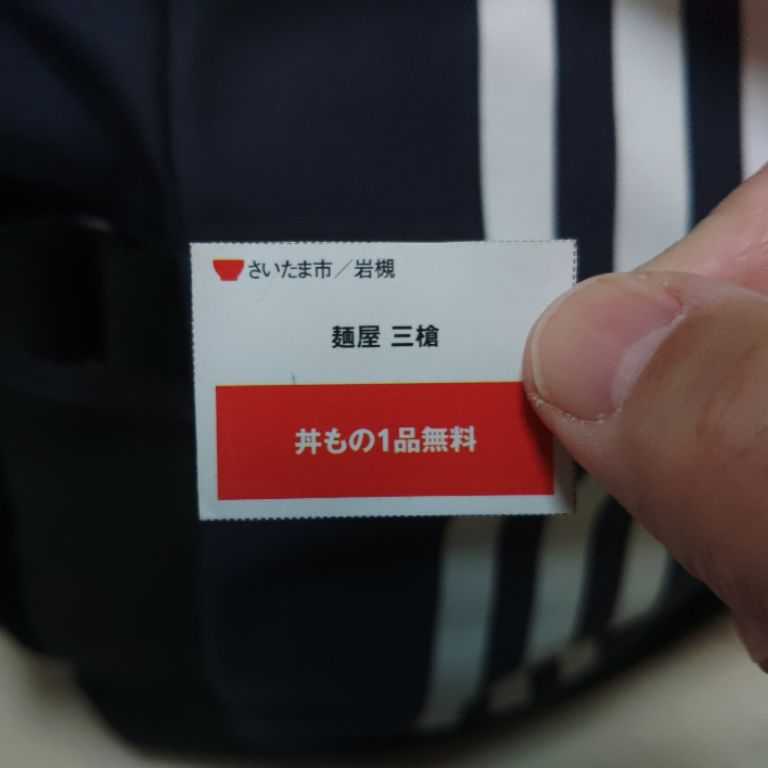 さいたま市／岩槻
麺屋 三槍
丼もの1品無料